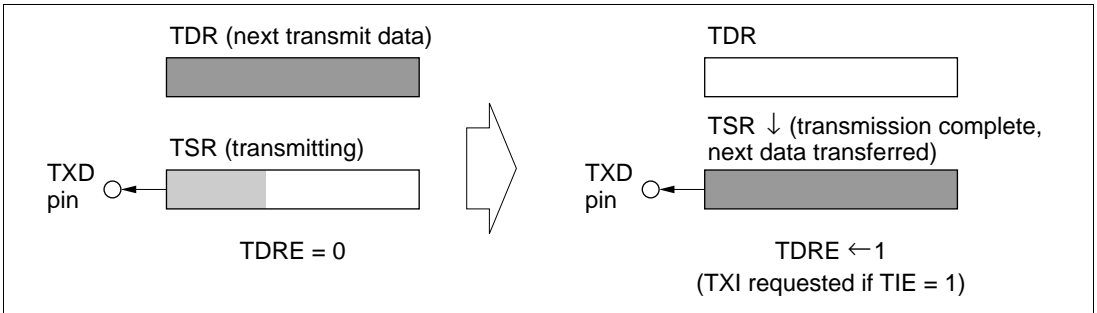 TDR (next transmit data)
TSR (transmitting)
TXD
pin
TDRE = 0
TDR
TSR ↓ (transmission complete,
next data transferred)
TXD
pin
TDRE ← 1
(TXI requested if TIE = 1)